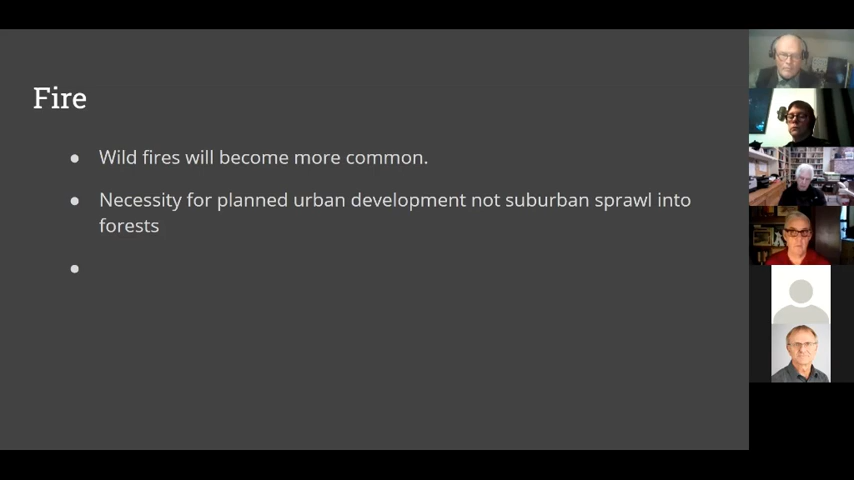 Fire
● Wild fires will become more common.
● Necessity for planned urban development not suburban sprawl into
forests
●